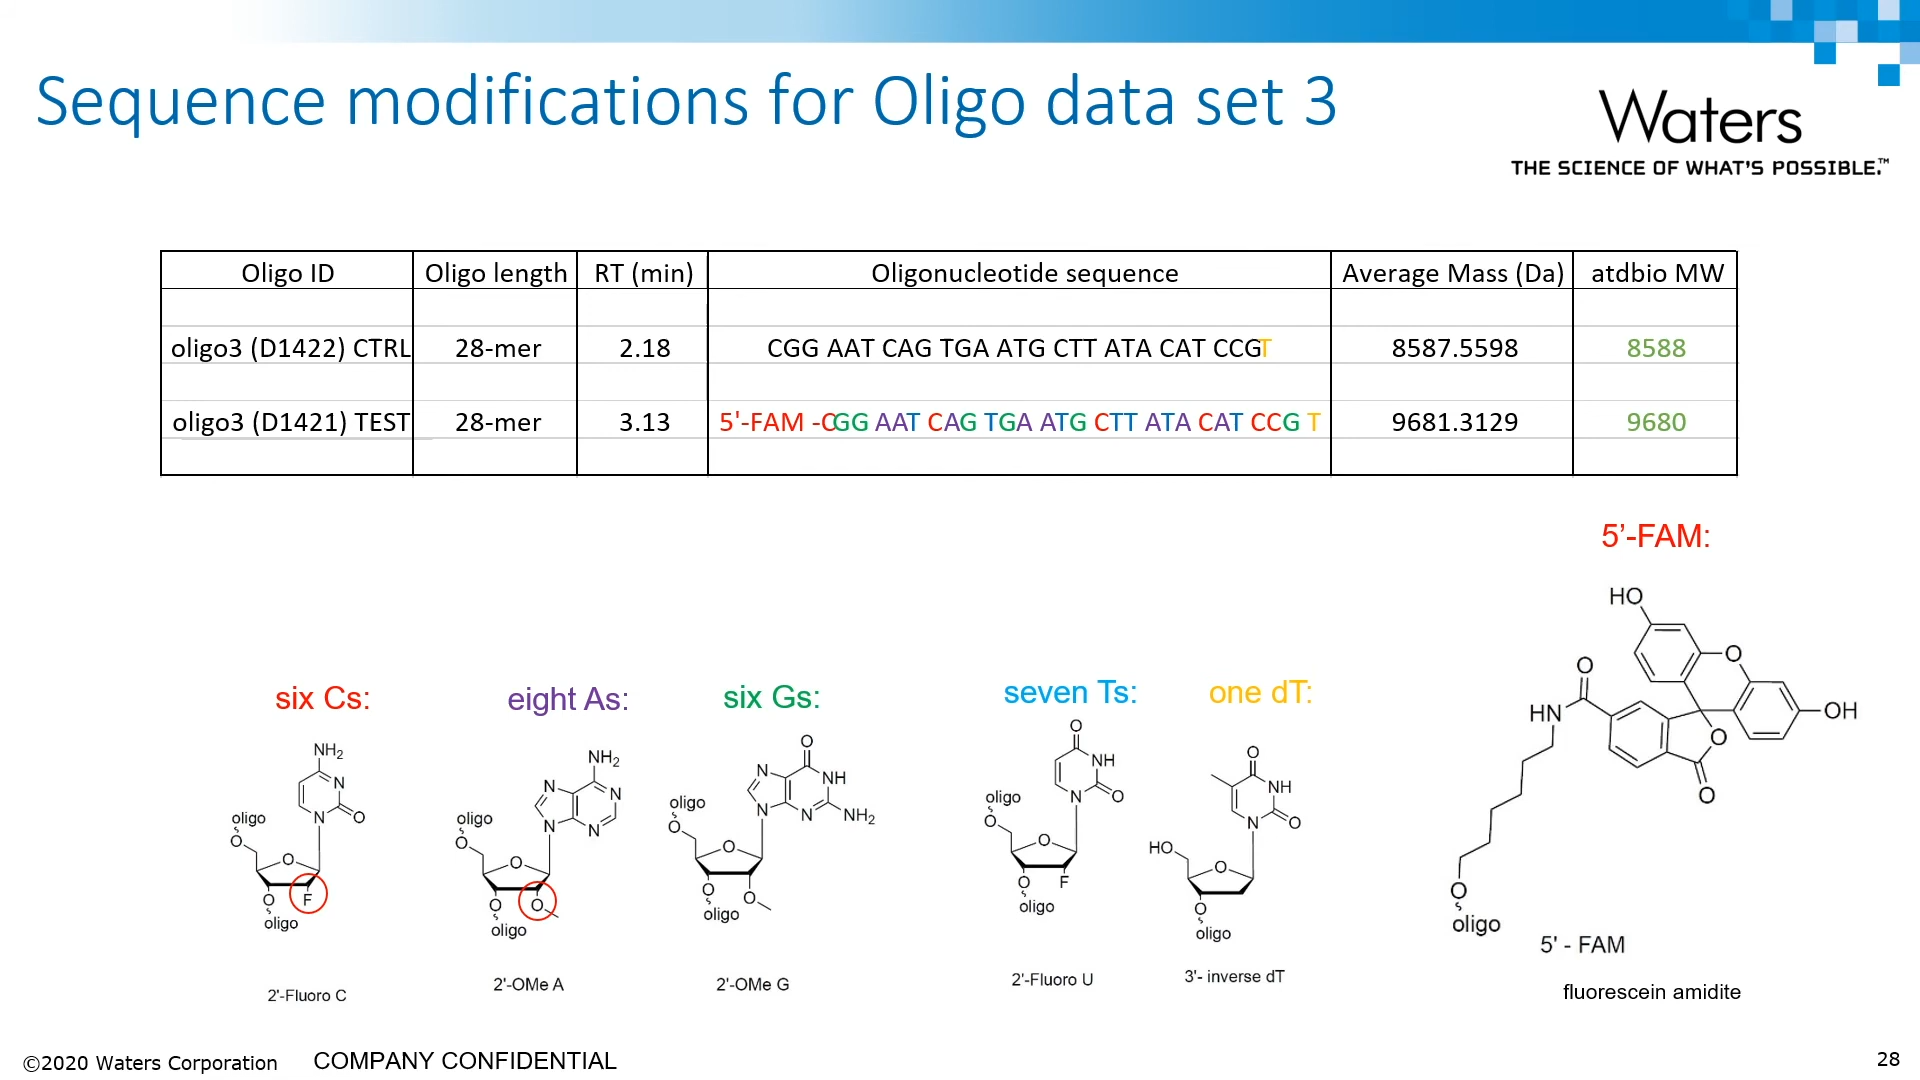 Sequence modifications for Oligo data set 3
Waters
THE SCIENCE OF WHAT'S POSSIBLE.™
Oligo ID Oligo length RT (min) Oligonucleotide sequence Average Mass (Da) atdbio MW
oligo3 (D1422) CTRL 28-mer 2.18 CGG AAT CAG TGA ATG CTT ATA CAT CCGT 8587.5598 8588
oligo3 (D1421) TEST 28-mer 3.13 5'-FAM -CGG AAT CAG TGA ATG CTT ATA CAT CCG T 9681.3129 9680
5'-FAM:
six Cs: eight As: six Gs: seven Ts: one dT:
NH2
N
N
O
oligo
O
O
F
O
oligo
2'-Fluoro C
NH2
N
N
N
N
oligo
O
O
O
O
oligo
2'-OMe A
O
N
NH
N
N
NH2
oligo
O
O
O
O
oligo
2'-OMe G
O
NH
N
O
oligo
O
O
O
F
oligo
2'-Fluoro U
O
NH
N
O
HO
O
O
oligo
3'- inverse dT
HO
O
O
HN
OH
O
O
O
oligo
5' - FAM
fluorescein amidite
©2020 Waters Corporation COMPANY CONFIDENTIAL 28